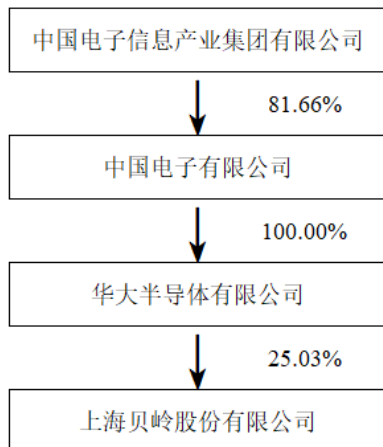 中国电子信息产业集团有限公司
81.66%
中国电子有限公司
100.00%
华大半导体有限公司
25.03%
上海贝岭股份有限公司